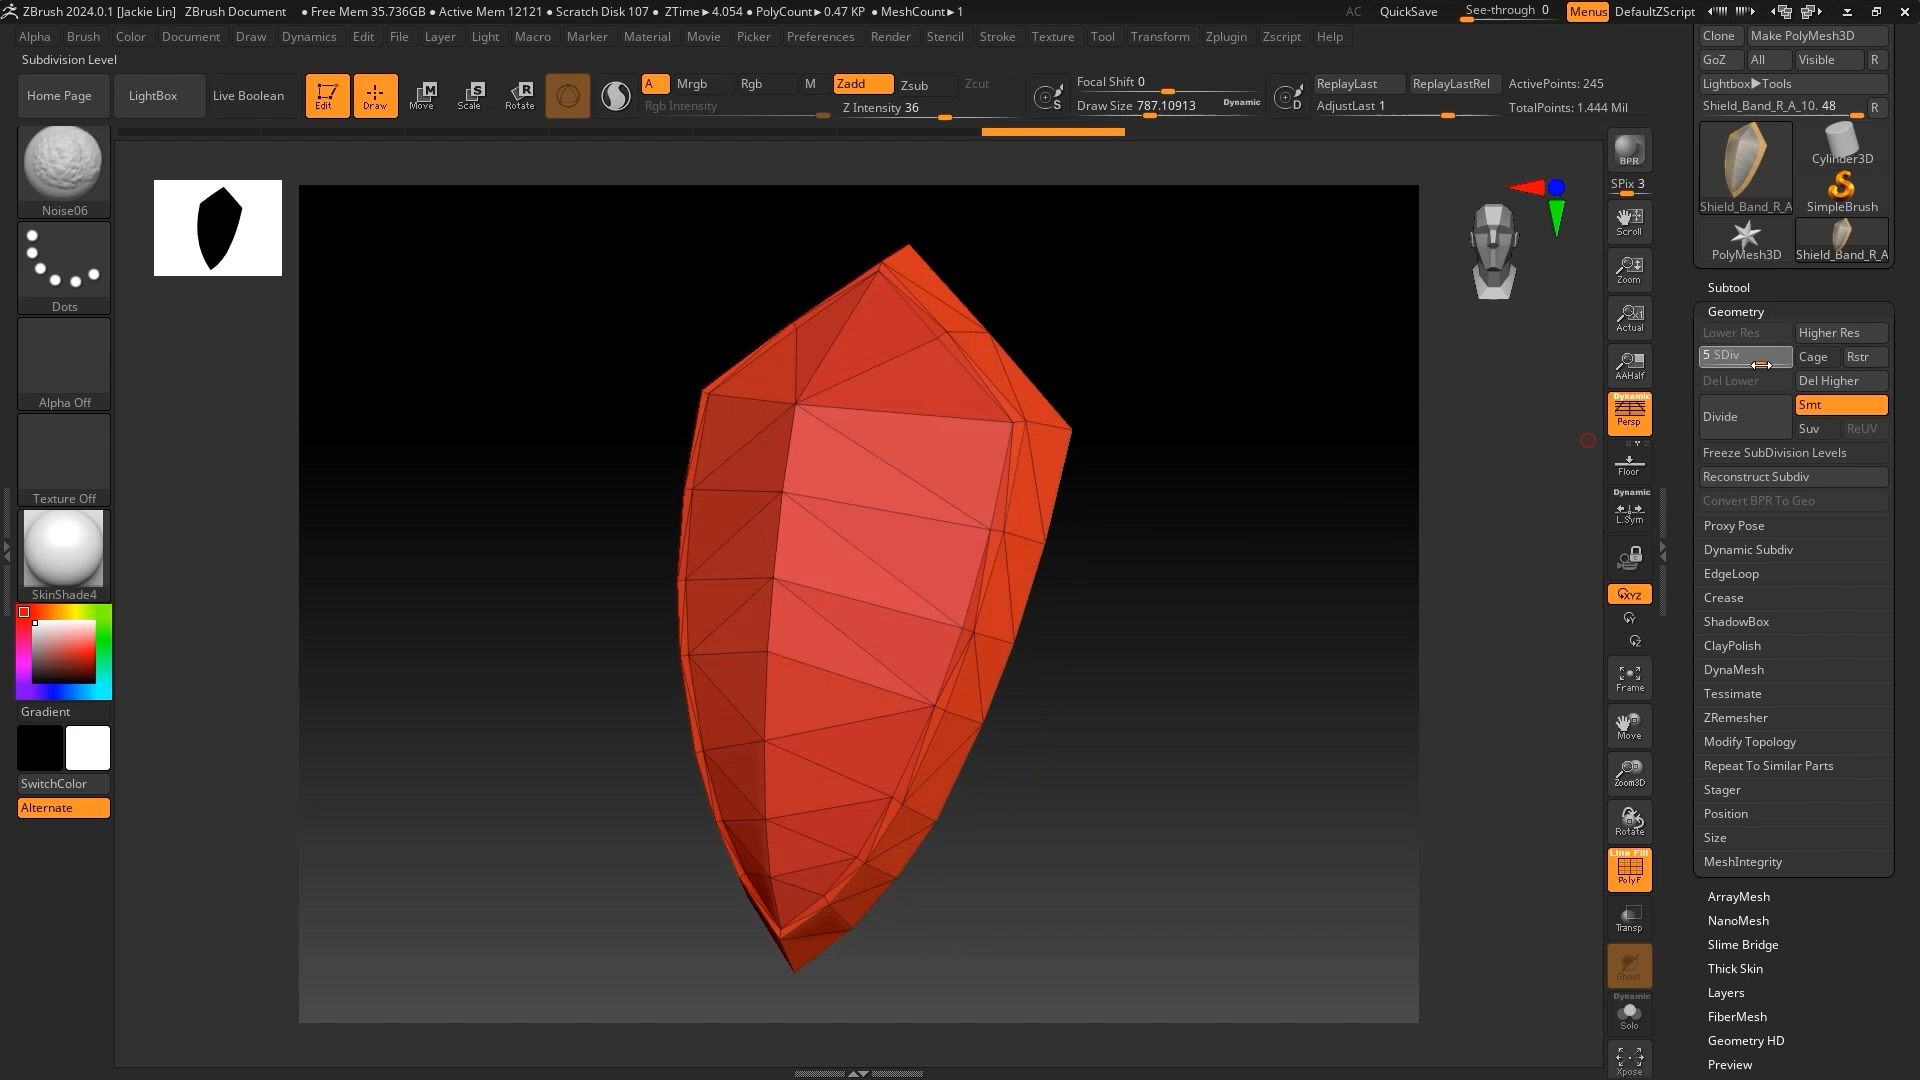 ZBrush 2024.0.1 [Jackie Lin] ZBrush Document ● Free Mem 35.736GB ● Active Mem 12121 ● Scratch Disk 107 ● ZTime►4.054 ● PolyCount►0.47 KP ● MeshCount►1 AC QuickSave See-through 0 Menus DefaultZScript
Alpha Brush Color Document Draw Dynamics Edit File Layer Light Macro Marker Material Movie Picker Preferences Render Stencil Stroke Texture Tool Transform Zplugin Zscript Help
Subdivision Level
Home Page LightBox Live Boolean Edit Draw Move Scale Rotate
A Mrgb Rgb M Zadd Zsub Zcut
Rgb Intensity Z Intensity 36
S Focal Shift 0
Draw Size 787.10913 Dynamic
D ReplayLast ReplayLastRel ActivePoints: 245
AdjustLast 1 TotalPoints: 1.444 Mil
Noise06
Dots
Alpha Off
Texture Off
SkinShade4
Gradient
SwitchColor
Alternate
BPR
SPix 3
Scroll
Zoom
Actual
AAHalf
Dynamic
Persp
Floor
Dynamic
L.Sym
XYZ
Y
Z
Frame
Move
Zoom3D
Rotate
Line Fill
PolyF
Transp
Ghost
Dynamic
Solo
Xpose
Clone Make PolyMesh3D
GoZ All Visible R
Lightbox►Tools
Shield_Band_R_A_10. 48 R
Cylinder3D
Shield_Band_R_A SimpleBrush
PolyMesh3D Shield_Band_R_A
Subtool
Geometry
Lower Res Higher Res
5 SDiv Cage Rstr
Del Lower Del Higher
Divide Smt
Suv ReUV
Freeze SubDivision Levels
Reconstruct Subdiv
Convert BPR To Geo
Proxy Pose
Dynamic Subdiv
EdgeLoop
Crease
ShadowBox
ClayPolish
DynaMesh
Tessimate
ZRemesher
Modify Topology
Repeat To Similar Parts
Stager
Position
Size
MeshIntegrity
ArrayMesh
NanoMesh
Slime Bridge
Thick Skin
Layers
FiberMesh
Geometry HD
Preview